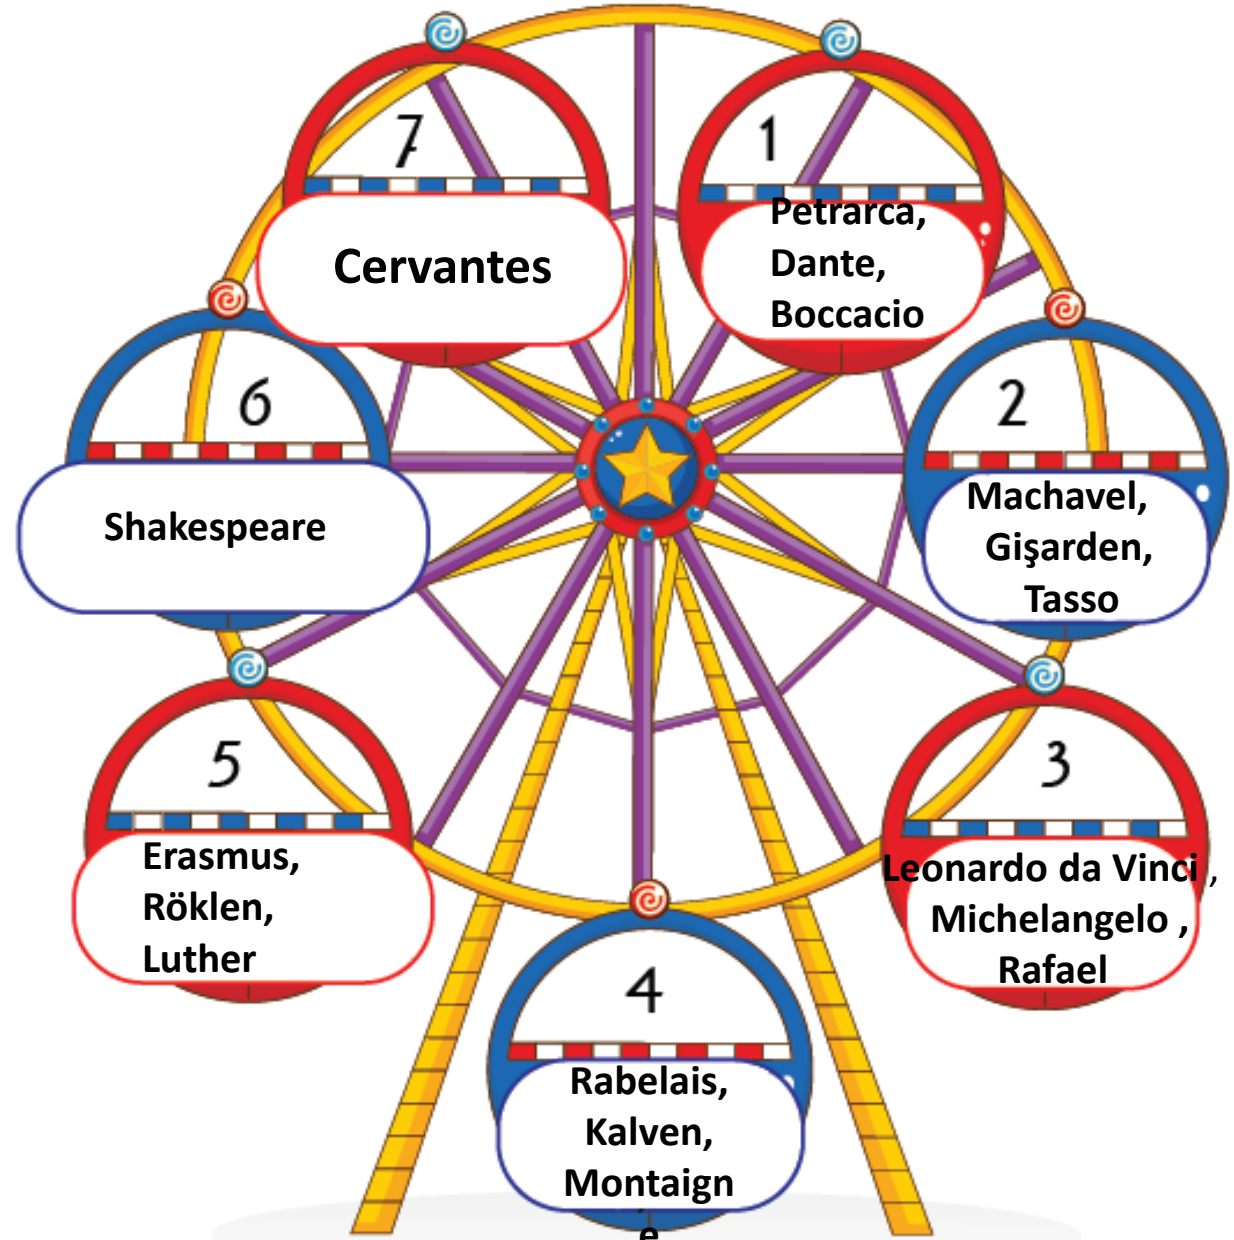 7
Cervantes
1
Petrarca,
Dante,
Boccacio
6
Shakespeare
2
Machavel,
Gişarden,
Tasso
5
Erasmus,
Röklen,
Luther
3
Leonardo da Vinci ,
Michelangelo ,
Rafael
4
Rabelais,
Kalven,
Montaign
e